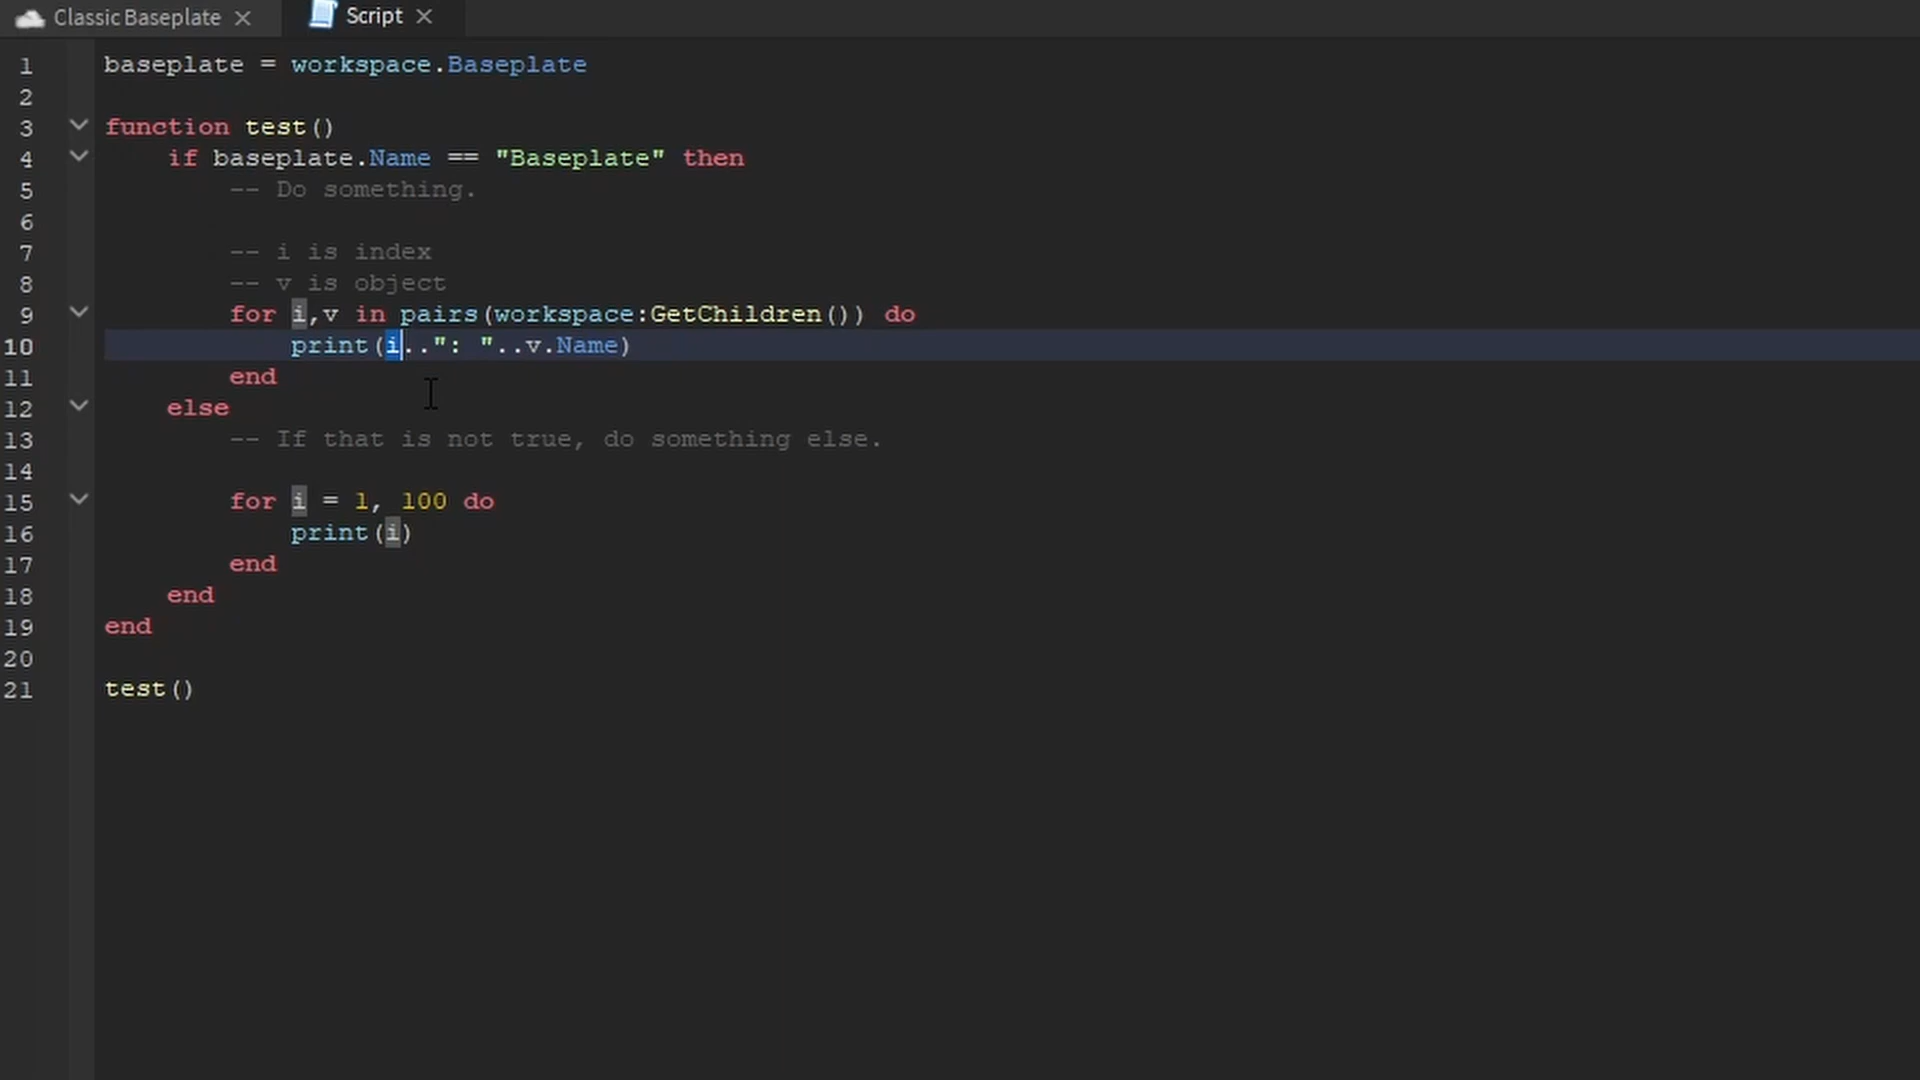 Classic Baseplate
Script
1 baseplate = workspace.Baseplate
2
3 function test()
4 if baseplate.Name == "Baseplate" then
5 -- Do something.
6
7 -- i is index
8 -- v is object
9 for i,v in pairs(workspace:GetChildren()) do
10 print(i..": "..v.Name)
11 end
12 else
13 -- If that is not true, do something else.
14
15 for i = 1, 100 do
16 print(i)
17 end
18 end
19 end
20
21 test()